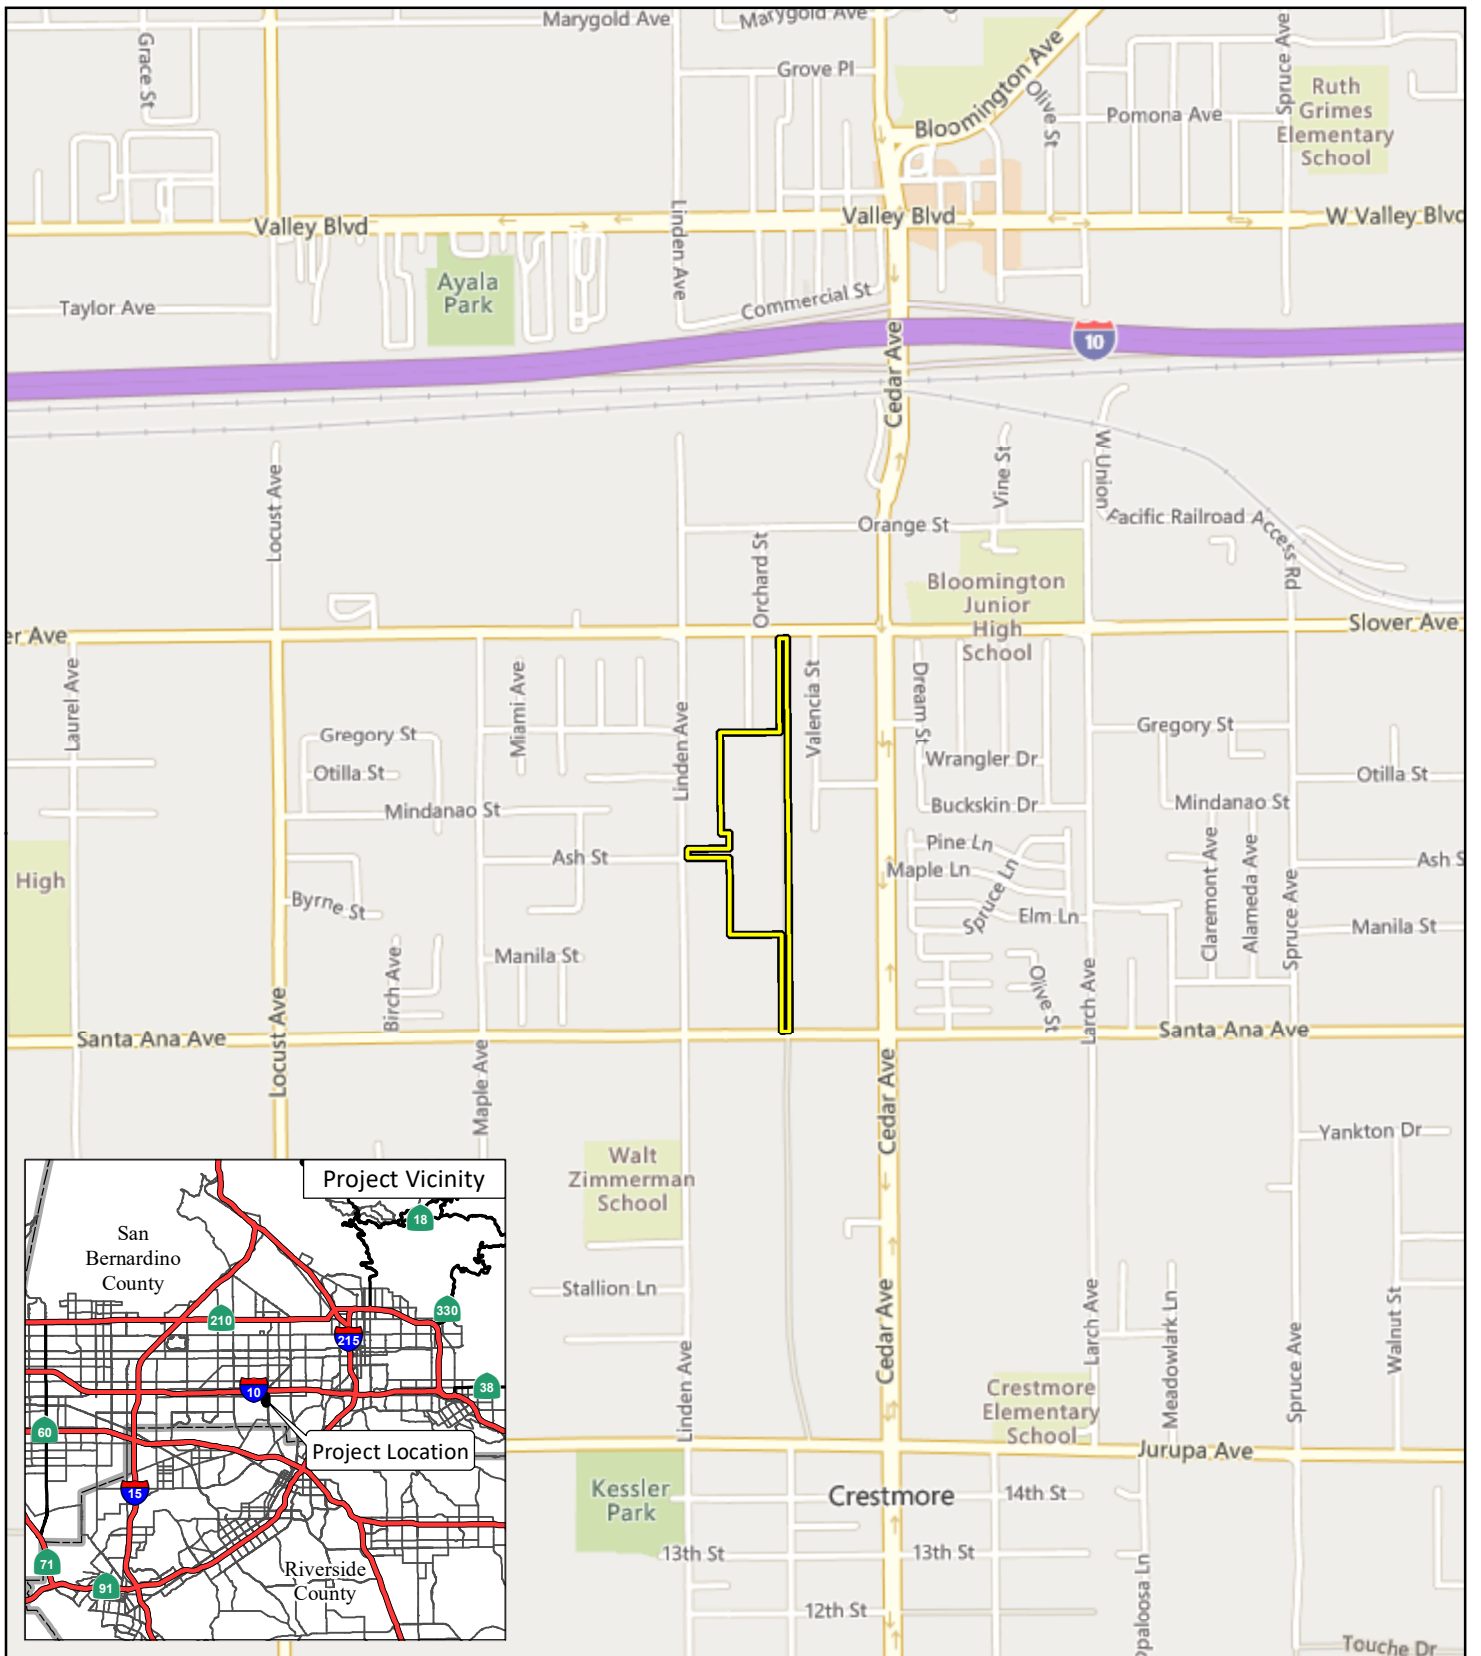 Marygold Ave
Marygold Ave
Grace St
Grove Pl
Bloomington Ave
Olive St
Spruce Ave
Pomona Ave
Ruth
Grimes
Elementary
School
Valley Blvd
Linden Ave
Valley Blvd
W Valley Blvd
Ayala
Park
Taylor Ave
Commercial St
Cedar Ave
10
Locust Ave
Vine St
W Union
Pacific Railroad Access Rd
Orange St
Orchard St
Bloomington
Junior
High
School
er Ave
Slover Ave
Laurel Ave
Miami Ave
Linden Ave
Valencia St
Dream St
Gregory St
Gregory St
Otilla St
Wrangler Dr
Otilla St
Mindanao St
Buckskin Dr
Mindanao St
Pine Ln
Ash St
Maple Ln
Ash S
High
Spruce Ln
Claremont Ave
Alameda Ave
Spruce Ave
Byrne St
Elm Ln
Manila St
Manila St
Birch Ave
Olive St
Larch Ave
Locust Ave
Santa Ana Ave
Santa Ana Ave
Maple Ave
Cedar Ave
Yankton Dr
Walt
Zimmerman
School
Stallion Ln
Linden Ave
Cedar Ave
Larch Ave
Meadowlark Ln
Spruce Ave
Walnut St
Crestmore
Elementary
School
Jurupa Ave
Kessler
Park
Crestmore
14th St
13th St
13th St
12th St
ppaloosa Ln
Touche Dr
Project Vicinity
San
Bernardino
County
18
330
210
215
10
38
60
Project Location
15
71
91
Riverside
County